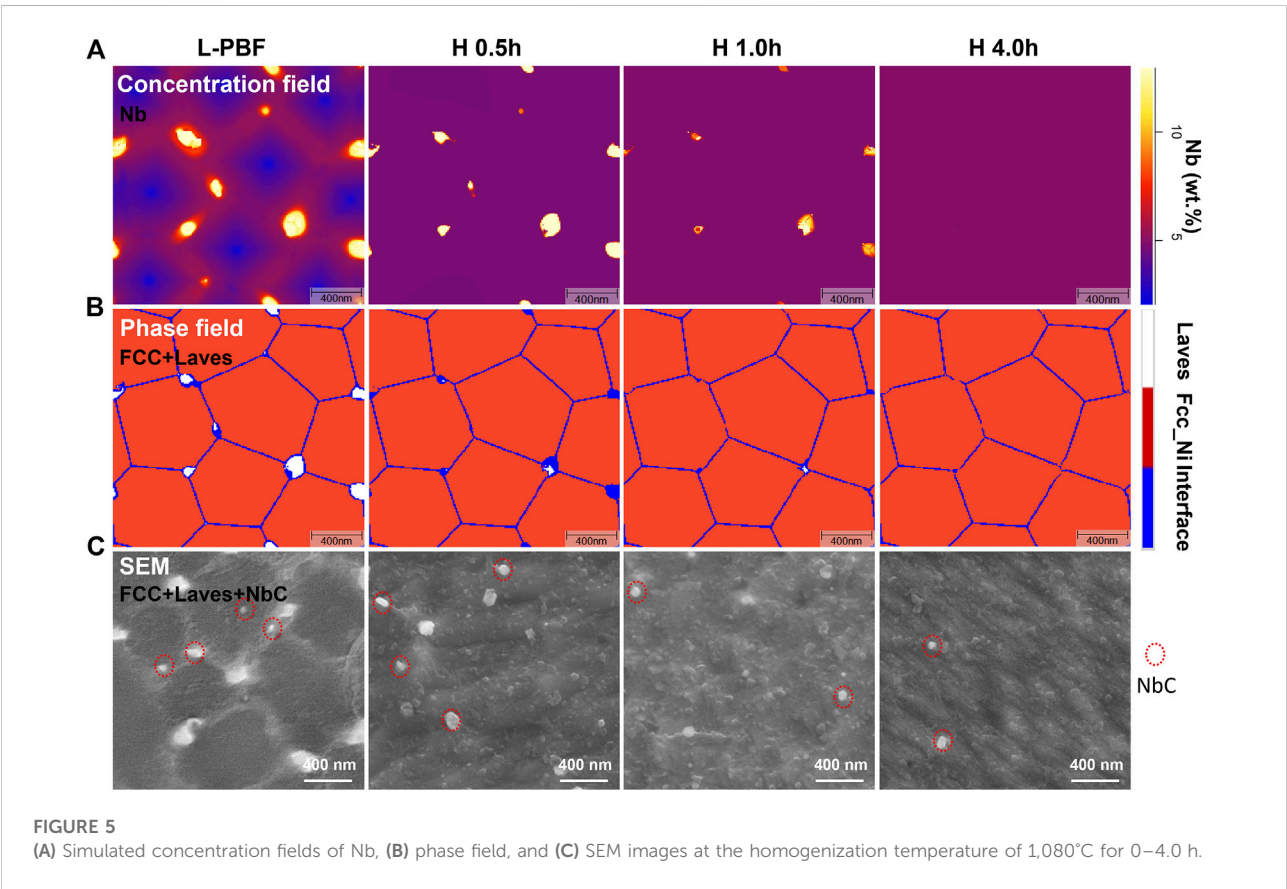 A
L-PBF
H 0.5h
H 1.0h
H 4.0h
Concentration field
Nb
400nm
400nm
400nm
400nm
10
5
Nb (wt.%)
B
Phase field
FCC+Laves
400nm
400nm
400nm
400nm
Laves Fcc_Ni Interface
C
SEM
FCC+Laves+NbC
400 nm
400 nm
400 nm
400 nm
NbC
FIGURE 5
(A) Simulated concentration fields of Nb, (B) phase field, and (C) SEM images at the homogenization temperature of 1,080°C for 0–4.0 h.